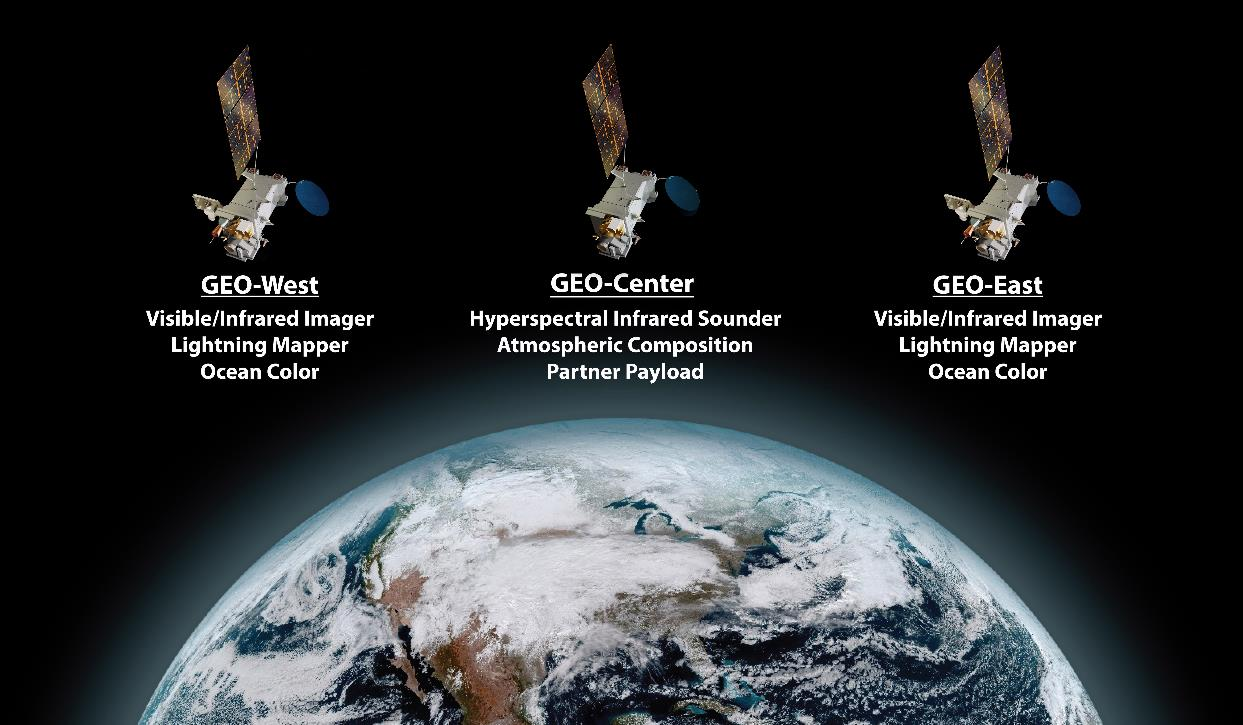 GEO-West
Visible/Infrared Imager
Lightning Mapper
Ocean Color
GEO-Center
Hyperspectral Infrared Sounder
Atmospheric Composition
Partner Payload
GEO-East
Visible/Infrared Imager
Lightning Mapper
Ocean Color